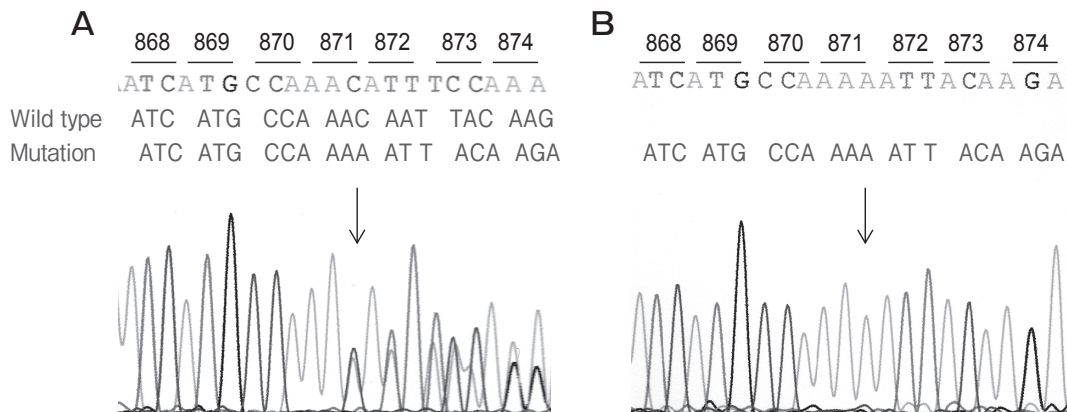 A
868 869 870 871 872 873 874
ATCATGCCAAACATTTCCAAA
Wild type ATC ATG CCA AAC AAT TAC AAG
Mutation ATC ATG CCA AAA ATT ACA AGA
B
868 869 870 871 872 873 874
ATCATGCCAAAAATTACAAGA
ATC ATG CCA AAA ATT ACA AGA